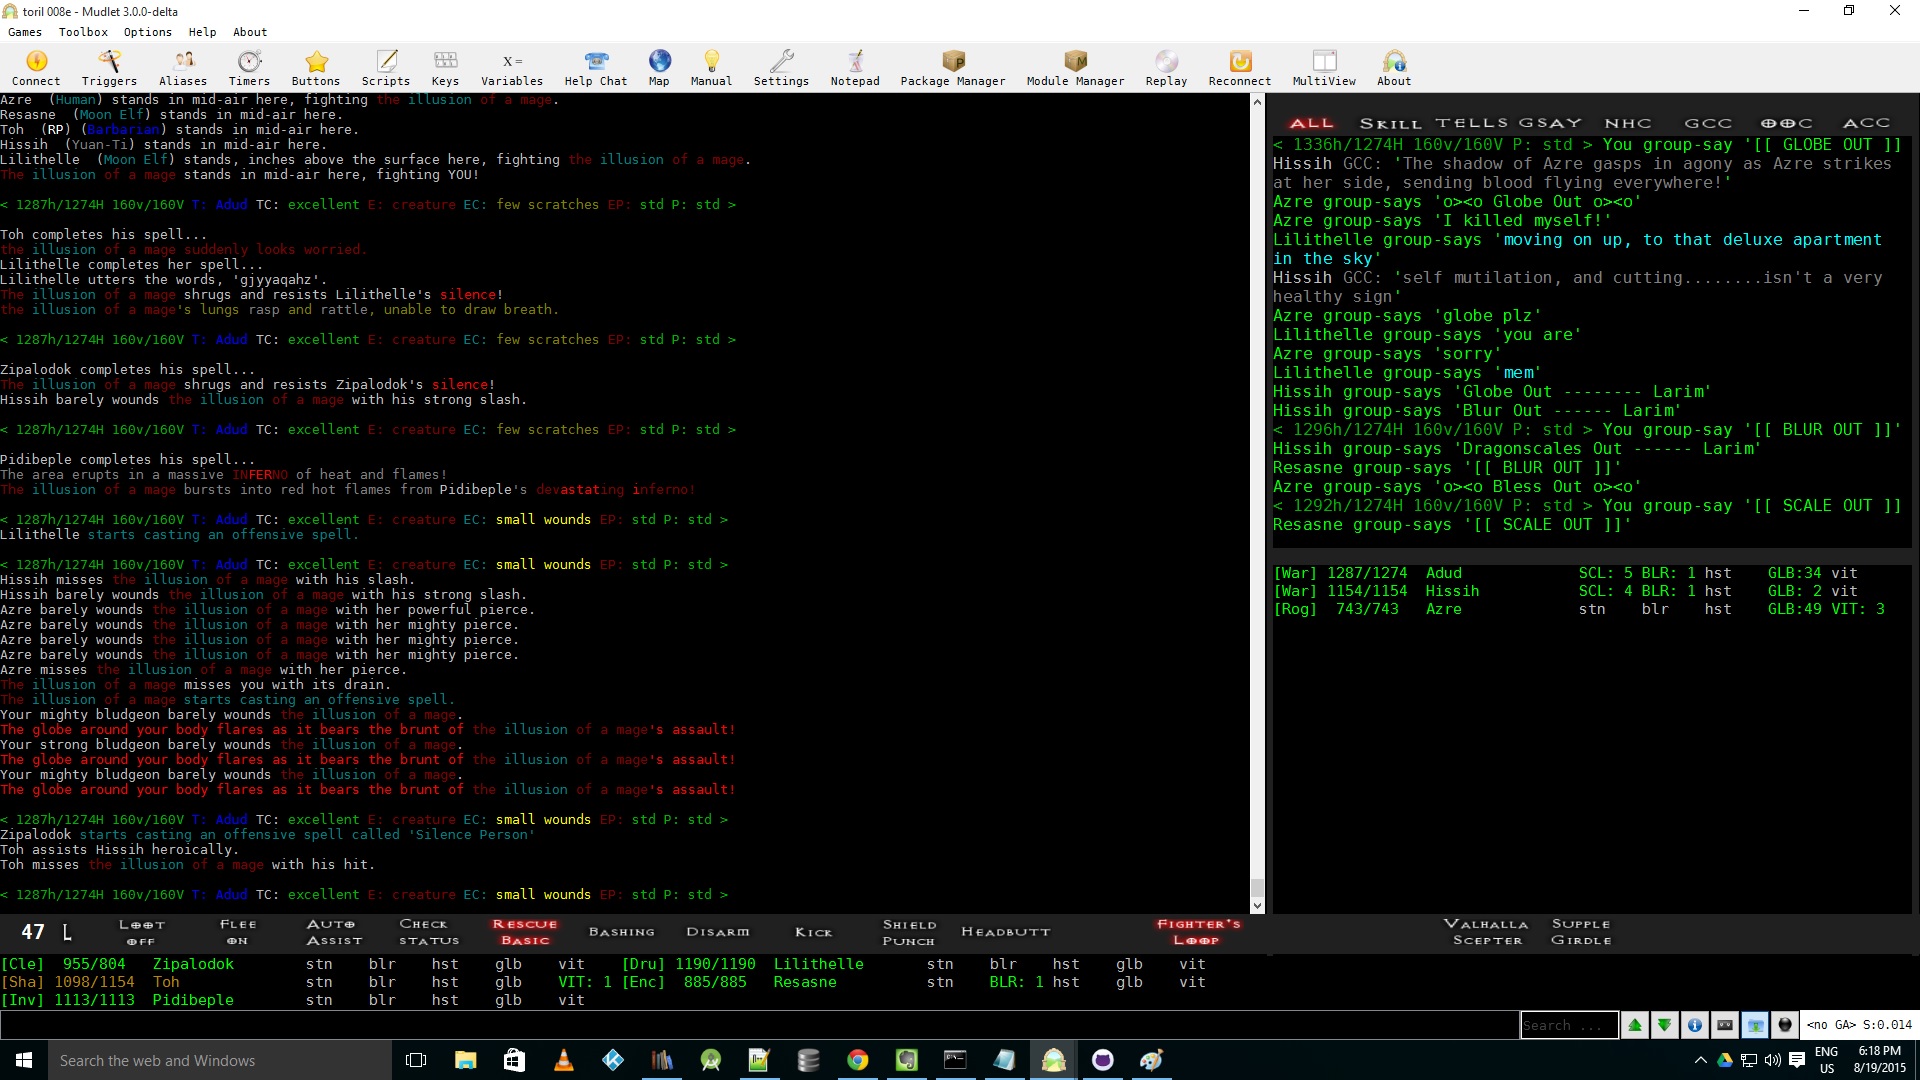 toril 008e - Mudlet 3.0.0-delta
Games Toolbox Options Help About
Connect Triggers Aliases Timers Buttons Scripts Keys Variables Help Chat Map Manual Settings Notepad Package Manager Module Manager Replay Reconnect MultiView About
Azre (Human) stands in mid-air here, fighting the illusion of a mage.
Resasne (Moon Elf) stands in mid-air here.
Toh (RP) (Barbarian) stands in mid-air here.
Hissih (Yuan-Ti) stands in mid-air here.
Lilithelle (Moon Elf) stands, inches above the surface here, fighting the illusion of a mage.
The illusion of a mage stands in mid-air here, fighting YOU!
< 1287h/1274H 160v/160V T: Adud TC: excellent E: creature EC: few scratches EP: std P: std >
Toh completes his spell...
the illusion of a mage suddenly looks worried.
Lilithelle completes her spell...
Lilithelle utters the words, 'gjyyaqahz'.
The illusion of a mage shrugs and resists Lilithelle's silence!
the illusion of a mage's lungs rasp and rattle, unable to draw breath.
< 1287h/1274H 160v/160V T: Adud TC: excellent E: creature EC: few scratches EP: std P: std >
Zipalodok completes his spell...
The illusion of a mage shrugs and resists Zipalodok's silence!
Hissih barely wounds the illusion of a mage with his strong slash.
< 1287h/1274H 160v/160V T: Adud TC: excellent E: creature EC: few scratches EP: std P: std >
Pidibeple completes his spell...
The area erupts in a massive INFERNO of heat and flames!
The illusion of a mage bursts into red hot flames from Pidibeple's devastating inferno!
< 1287h/1274H 160v/160V T: Adud TC: excellent E: creature EC: small wounds EP: std P: std >
Lilithelle starts casting an offensive spell.
< 1287h/1274H 160v/160V T: Adud TC: excellent E: creature EC: small wounds EP: std P: std >
Hissih misses the illusion of a mage with his slash.
Hissih barely wounds the illusion of a mage with his strong slash.
Azre barely wounds the illusion of a mage with her powerful pierce.
Azre barely wounds the illusion of a mage with her mighty pierce.
Azre barely wounds the illusion of a mage with her mighty pierce.
Azre barely wounds the illusion of a mage with her mighty pierce.
Azre misses the illusion of a mage with her pierce.
The illusion of a mage misses you with its drain.
The illusion of a mage starts casting an offensive spell.
Your mighty bludgeon barely wounds the illusion of a mage.
The globe around your body flares as it bears the brunt of the illusion of a mage's assault!
Your strong bludgeon barely wounds the illusion of a mage.
The globe around your body flares as it bears the brunt of the illusion of a mage's assault!
Your mighty bludgeon barely wounds the illusion of a mage.
The globe around your body flares as it bears the brunt of the illusion of a mage's assault!
< 1287h/1274H 160v/160V T: Adud TC: excellent E: creature EC: small wounds EP: std P: std >
Zipalodok starts casting an offensive spell called 'Silence Person'
Toh assists Hissih heroically.
Toh misses the illusion of a mage with his hit.
< 1287h/1274H 160v/160V T: Adud TC: excellent E: creature EC: small wounds EP: std P: std >
ALL SKILL TELLS GSAY NHC GCC OOC ACC
< 1336h/1274H 160v/160V P: std > You group-say '[[ GLOBE OUT ]]
Hissih GCC: 'The shadow of Azre gasps in agony as Azre strikes
at her side, sending blood flying everywhere!'
Azre group-says 'o><o Globe Out o><o'
Azre group-says 'I killed myself!'
Lilithelle group-says 'moving on up, to that deluxe apartment
in the sky'
Hissih GCC: 'self mutilation, and cutting........isn't a very
healthy sign'
Azre group-says 'globe plz'
Lilithelle group-says 'you are'
Azre group-says 'sorry'
Lilithelle group-says 'mem'
Hissih group-says 'Globe Out -------- Larim'
Hissih group-says 'Blur Out ------ Larim'
< 1296h/1274H 160v/160V P: std > You group-say '[[ BLUR OUT ]]'
Hissih group-says 'Dragonscales Out ------ Larim'
Resasne group-says '[[ BLUR OUT ]]'
Azre group-says 'o><o Bless Out o><o'
< 1292h/1274H 160v/160V P: std > You group-say '[[ SCALE OUT ]]
Resasne group-says '[[ SCALE OUT ]]'
[War] 1287/1274 Adud SCL: 5 BLR: 1 hst GLB:34 vit
[War] 1154/1154 Hissih SCL: 4 BLR: 1 hst GLB: 2 vit
[Rog] 743/743 Azre stn blr hst GLB:49 VIT: 3
47 L LOOT OFF FLEE ON AUTO ASSIST CHECK STATUS RESCUE BASIC BASHING DISARM KICK SHIELD PUNCH HEADBUTT FIGHTER'S LOOP VALHALLA SCEPTER SUPPLE GIRDLE
[Cle] 955/804 Zipalodok stn blr hst glb vit [Dru] 1190/1190 Lilithelle stn blr hst glb vit
[Sha] 1098/1154 Toh stn blr hst glb VIT: 1 [Enc] 885/885 Resasne stn BLR: 1 hst glb vit
[Inv] 1113/1113 Pidibeple stn blr hst glb vit
Search ... <no GA> S:0.014
Search the web and Windows
ENG
US
6:18 PM
8/19/2015